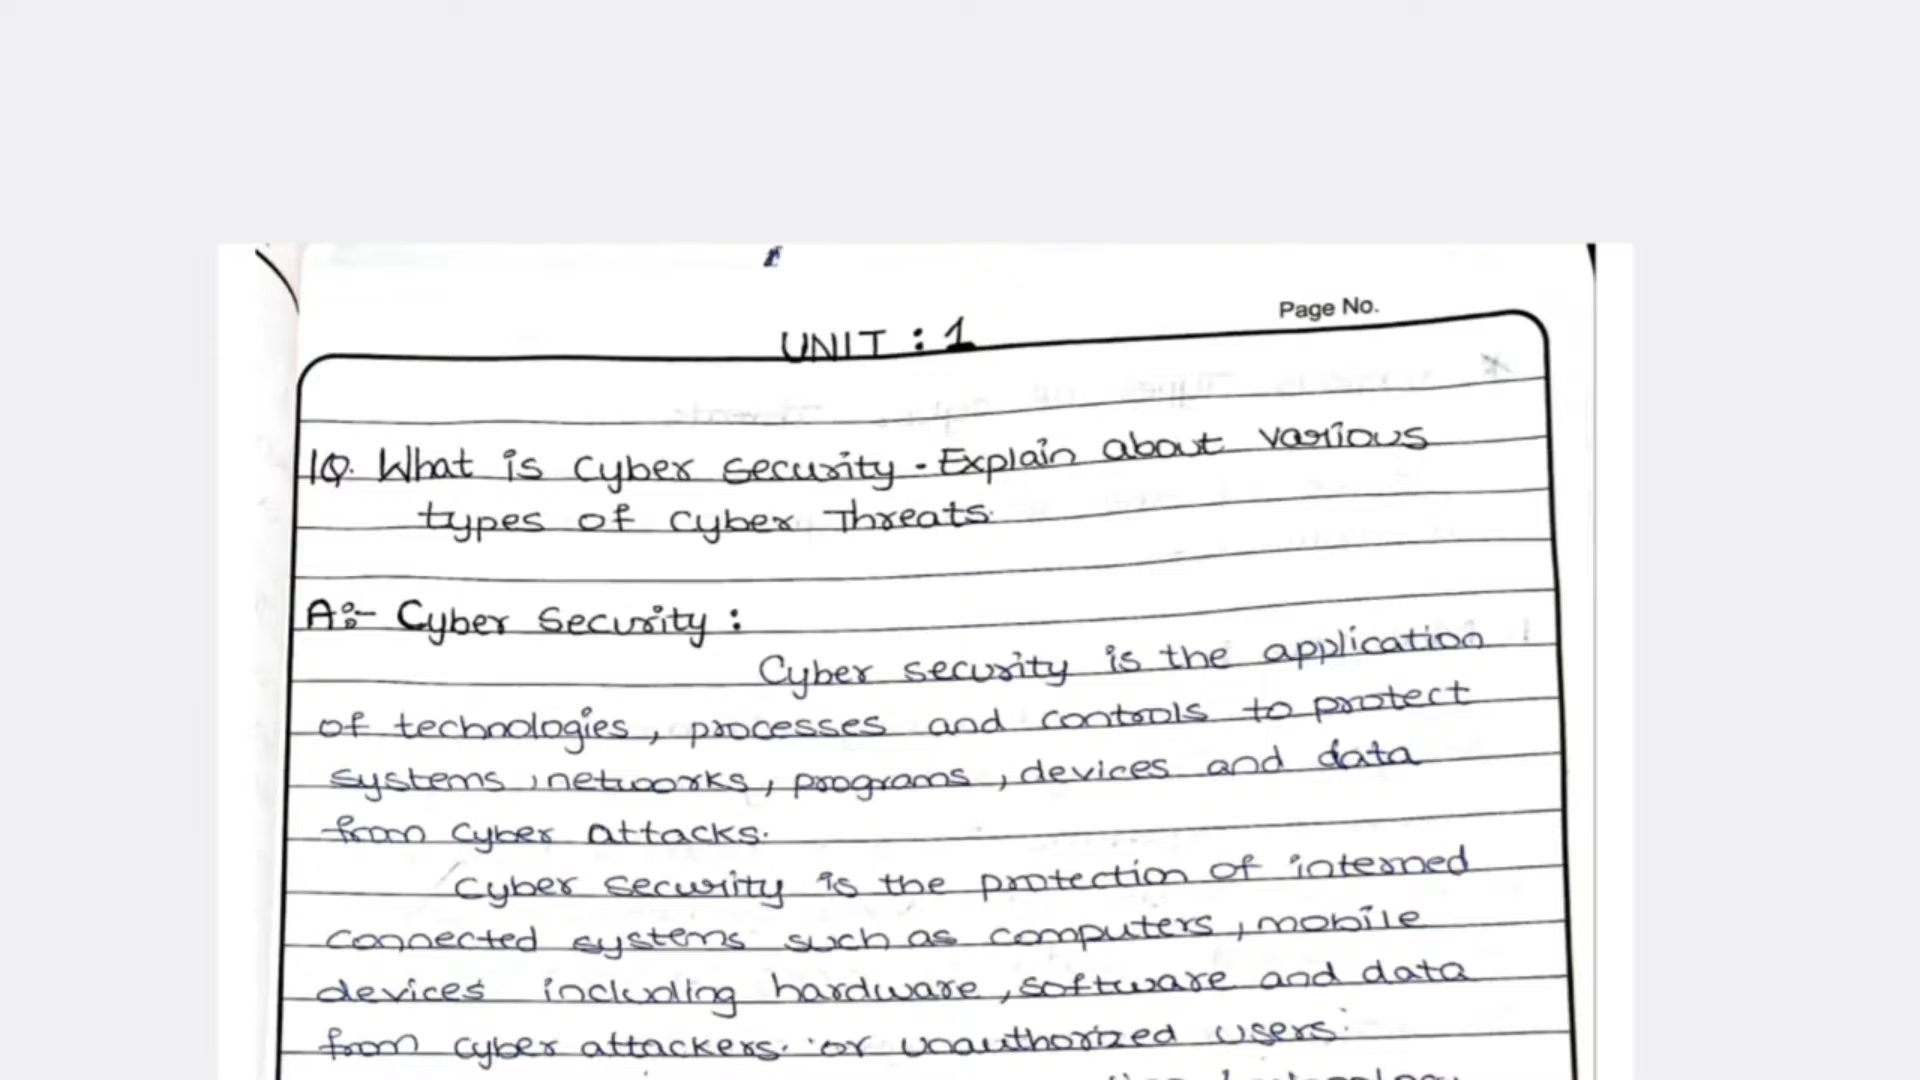 Page No.
UNIT : 1
1Q. What is cyber security. Explain about various
types of cyber Threats.
A:- Cyber Security :
Cyber security is the application
of technologies, processes and controls to protect
systems, networks, programs, devices and data
from cyber attacks.
Cyber security is the protection of interned
connected systems such as computers, mobile
devices including hardware, software and data
from cyber attackers. or unauthorized users.